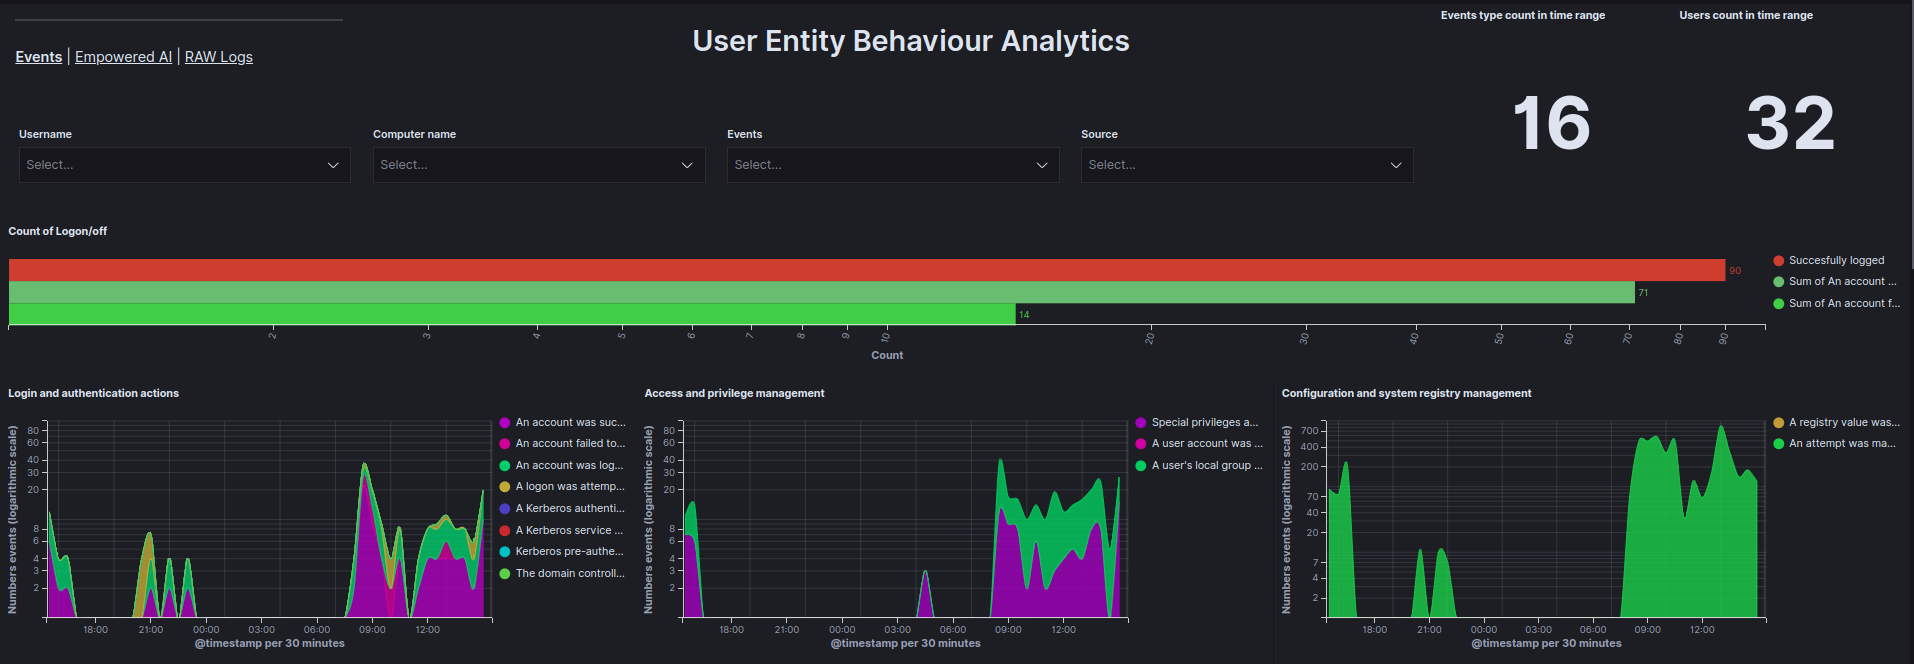 Events type count in time range
Users count in time range
User Entity Behaviour Analytics
Events | Empowered AI | RAW Logs
16
32
Username
Computer name
Events
Source
Select...
Select...
Select...
Select...
Count of Logon/off
90
71
14
Succesfully logged
Sum of An account ...
Sum of An account f...
2 3 4 5 6 7 8 9 10 20 30 40 50 60 70 80 90
Count
Login and authentication actions
Numbers events (logarithmic scale)
80
60
40
30
20
8
6
4
3
2
18:00 21:00 00:00 03:00 06:00 09:00 12:00
@timestamp per 30 minutes
An account was suc...
An account failed to...
An account was log...
A logon was attemp...
A Kerberos authenti...
A Kerberos service ...
Kerberos pre-authe...
The domain controll...
Access and privilege management
Numbers events (logarithmic scale)
80
60
40
30
20
8
6
4
3
2
18:00 21:00 00:00 03:00 06:00 09:00 12:00
@timestamp per 30 minutes
Special privileges a...
A user account was ...
A user's local group ...
Configuration and system registry management
Numbers events (logarithmic scale)
700
400
200
70
40
20
7
4
2
18:00 21:00 00:00 03:00 06:00 09:00 12:00
@timestamp per 30 minutes
A registry value was...
An attempt was ma...